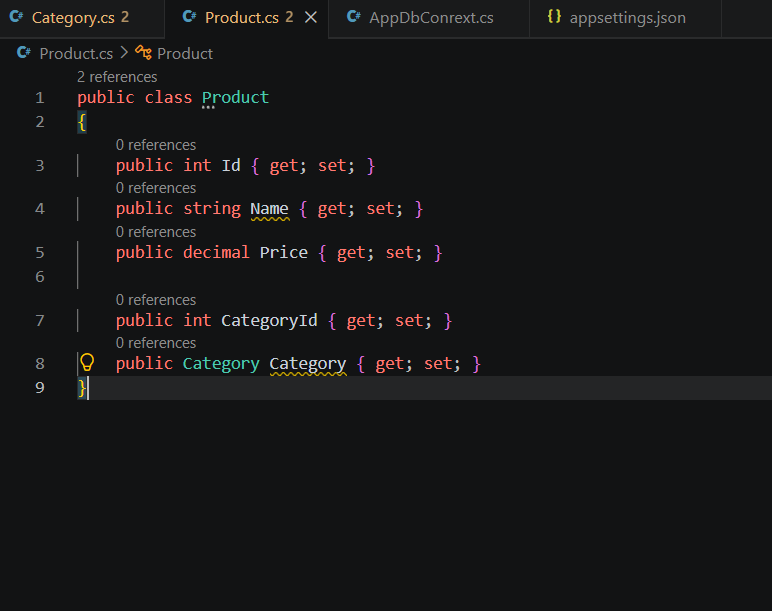 C# Category.cs 2 C# Product.cs 2 C# AppDbConrext.cs {} appsettings.json
C# Product.cs > Product
2 references
1 public class Product
2 {
0 references
3 public int Id { get; set; }
0 references
4 public string Name { get; set; }
0 references
5 public decimal Price { get; set; }
6
0 references
7 public int CategoryId { get; set; }
0 references
8 public Category Category { get; set; }
9 }